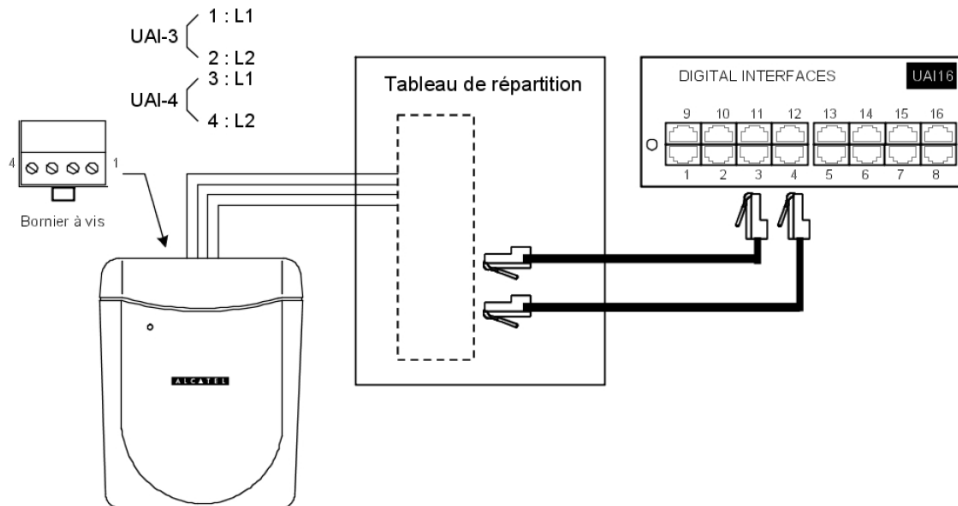 1 : L1
UAI-3
2 : L2
3 : L1
UAI-4
4 : L2
4 1
Bornier à vis
ALCATEL
Tableau de répartition
DIGITAL INTERFACES UAI16
9 10 11 12 13 14 15 16
1 2 3 4 5 6 7 8